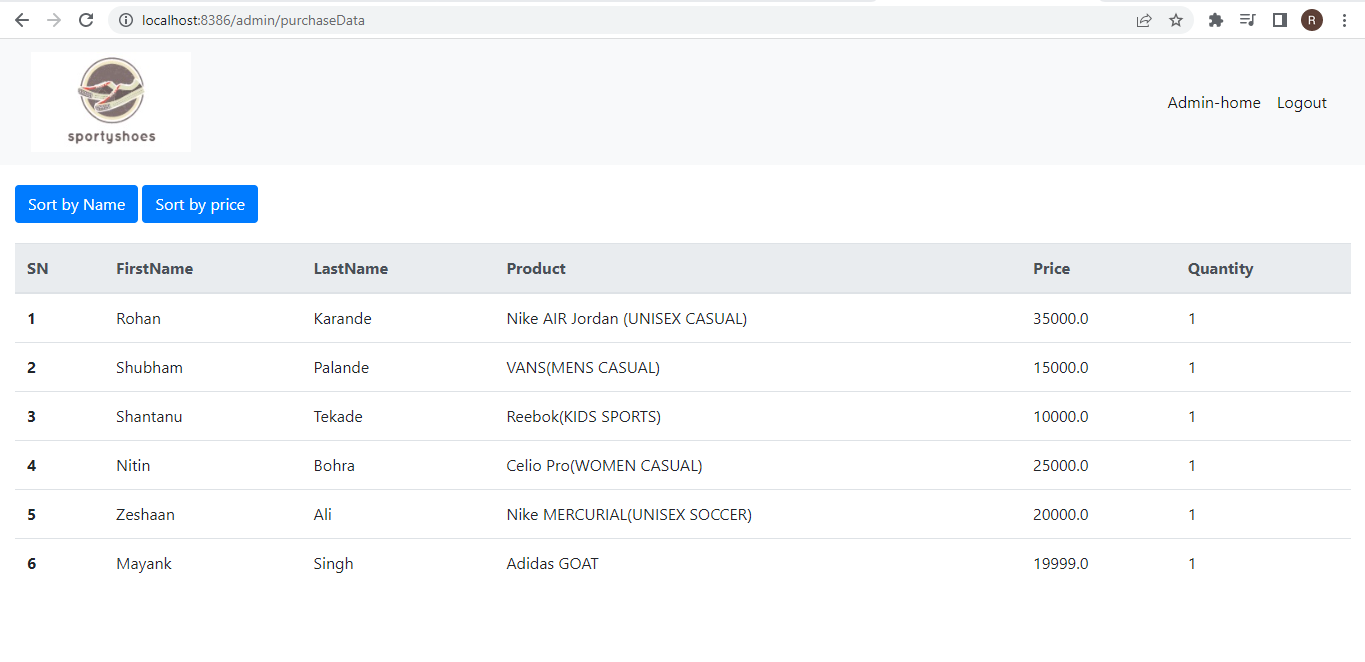 localhost:8386/admin/purchaseData
R
sportyshoes
Admin-home Logout
Sort by Name Sort by price
SN FirstName LastName Product Price Quantity
1 Rohan Karande Nike AIR Jordan (UNISEX CASUAL) 35000.0 1
2 Shubham Palande VANS(MENS CASUAL) 15000.0 1
3 Shantanu Tekade Reebok(KIDS SPORTS) 10000.0 1
4 Nitin Bohra Celio Pro(WOMEN CASUAL) 25000.0 1
5 Zeshaan Ali Nike MERCURIAL(UNISEX SOCCER) 20000.0 1
6 Mayank Singh Adidas GOAT 19999.0 1